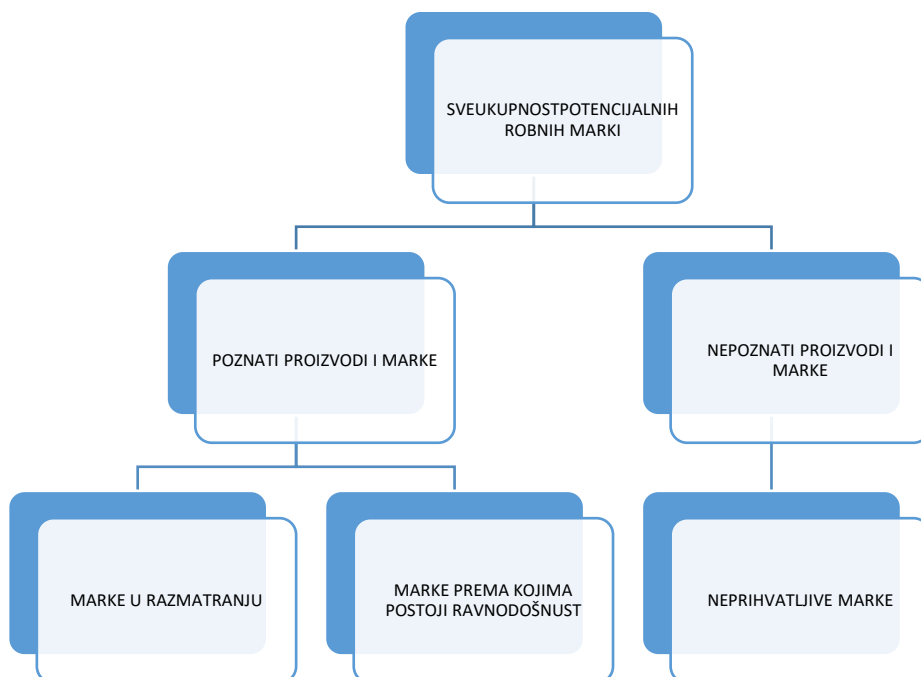 SVEUKUPNOSTPOTENCIJALNIH
ROBNIH MARKI
POZNATI PROIZVODI I MARKE
NEPOZNATI PROIZVODI I
MARKE
MARKE U RAZMATRANJU
MARKE PREMA KOJIMA
POSTOJI RAVNODOŠNUST
NEPRIHVATLJIVE MARKE